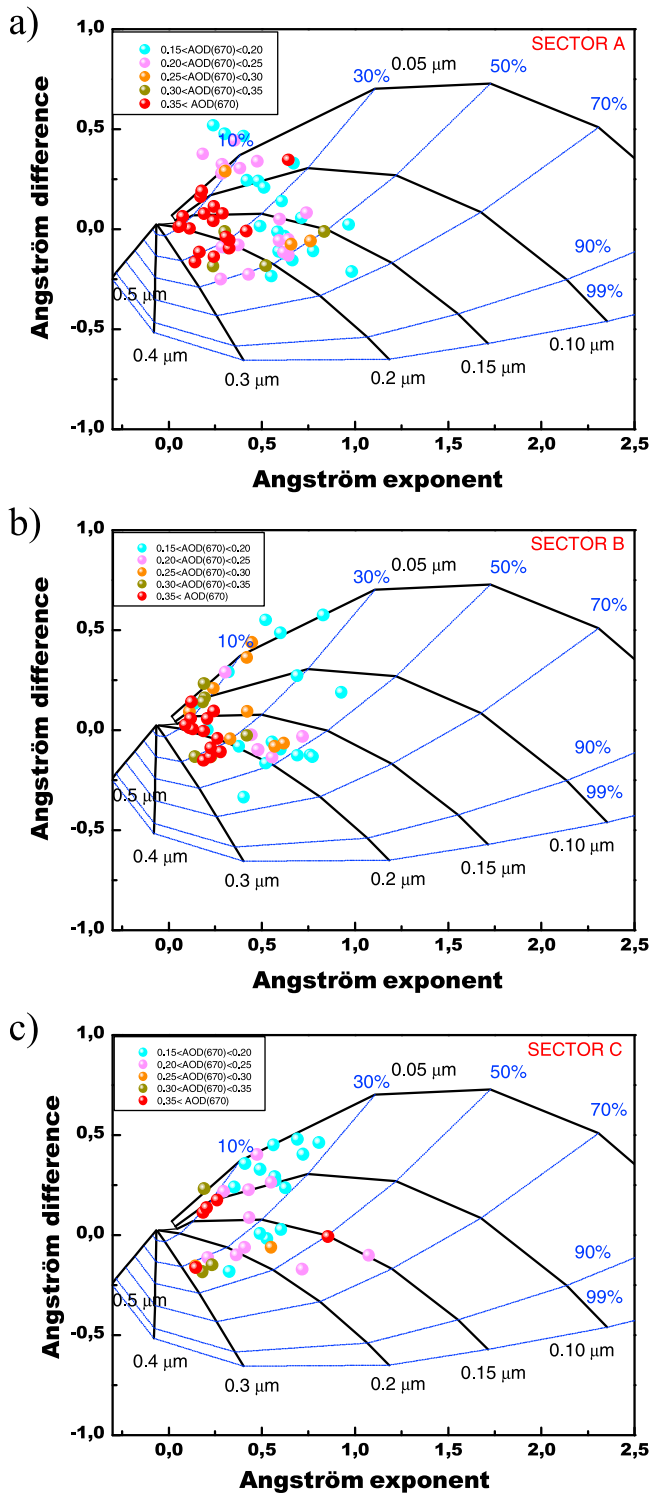 a)
1,0
0.15<AOD(670)<0.20
0.20<AOD(670)<0.25
0.25<AOD(670)<0.30
0.30<AOD(670)<0.35
0.35< AOD(670)
SECTOR A
0.05 μm
50%
30%
70%
10%
0,5
0,0
90%
99%
-0,5
0.5 μm
0.4 μm
0.3 μm
0.2 μm
0.15 μm
0.10 μm
-1,0
Angström difference
0,0 0,5 1,0 1,5 2,0 2,5
Angström exponent
b)
1,0
0.15<AOD(670)<0.20
0.20<AOD(670)<0.25
0.25<AOD(670)<0.30
0.30<AOD(670)<0.35
0.35< AOD(670)
SECTOR B
0.05 μm
50%
30%
70%
10%
0,5
0,0
90%
99%
-0,5
0.5 μm
0.4 μm
0.3 μm
0.2 μm
0.15 μm
0.10 μm
-1,0
Angström difference
0,0 0,5 1,0 1,5 2,0 2,5
Angström exponent
c)
1,0
0.15<AOD(670)<0.20
0.20<AOD(670)<0.25
0.25<AOD(670)<0.30
0.30<AOD(670)<0.35
0.35< AOD(670)
SECTOR C
0.05 μm
50%
30%
70%
10%
0,5
0,0
90%
99%
-0,5
0.5 μm
0.4 μm
0.3 μm
0.2 μm
0.15 μm
0.10 μm
-1,0
Angström difference
0,0 0,5 1,0 1,5 2,0 2,5
Angström exponent